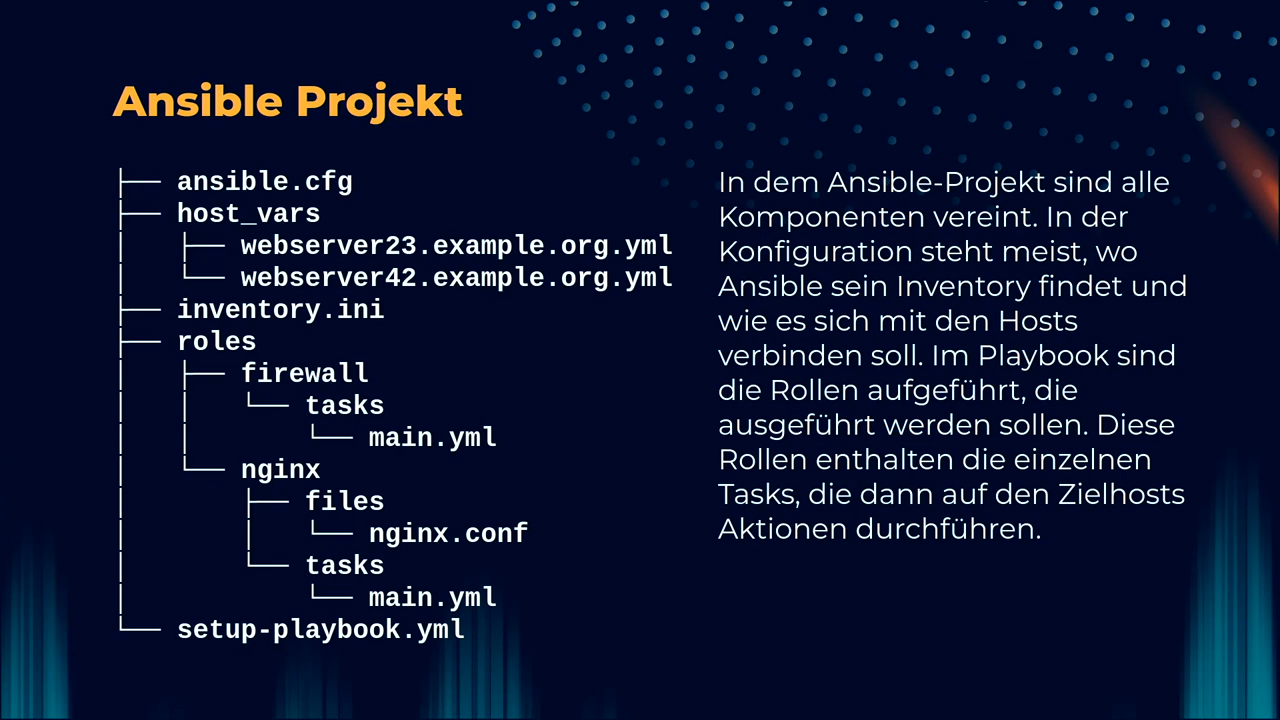 Ansible Projekt
├── ansible.cfg
├── host_vars
│   ├── webserver23.example.org.yml
│   └── webserver42.example.org.yml
├── inventory.ini
├── roles
│   ├── firewall
│   │   └── tasks
│   │       └── main.yml
│   └── nginx
│       ├── files
│       │   └── nginx.conf
│       └── tasks
│           └── main.yml
└── setup-playbook.yml
In dem Ansible-Projekt sind alle
Komponenten vereint. In der
Konfiguration steht meist, wo
Ansible sein Inventory findet und
wie es sich mit den Hosts
verbinden soll. Im Playbook sind
die Rollen aufgeführt, die
ausgeführt werden sollen. Diese
Rollen enthalten die einzelnen
Tasks, die dann auf den Zielhosts
Aktionen durchführen.